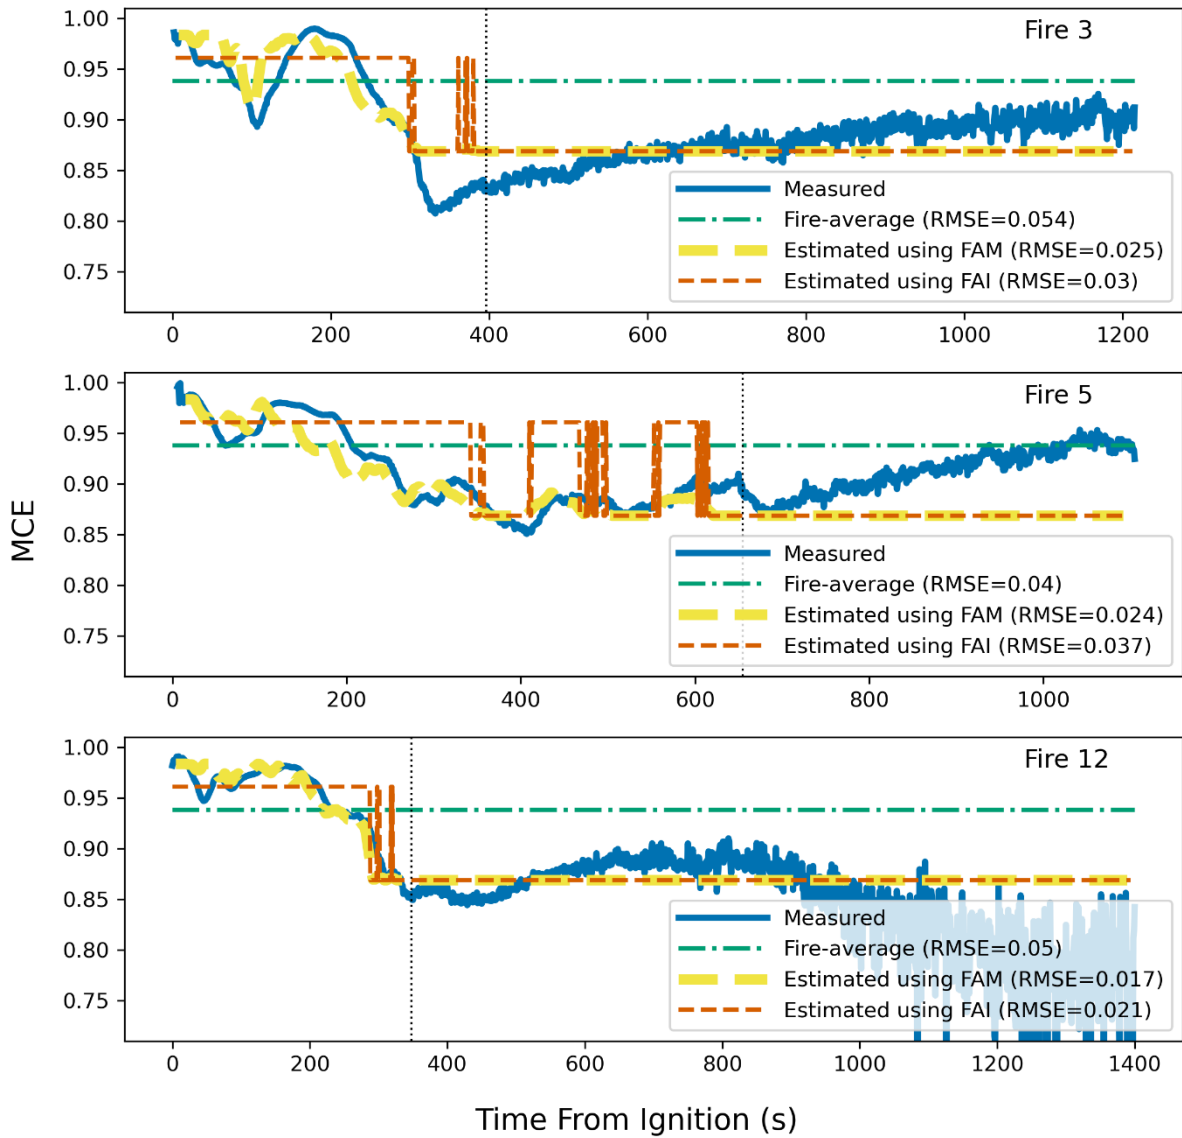 Fire 3
1.00
0.95
0.90
0.85
0.80
0.75
Measured
Fire-average (RMSE=0.054)
Estimated using FAM (RMSE=0.025)
Estimated using FAI (RMSE=0.03)
0 200 400 600 800 1000 1200
Fire 5
1.00
0.95
0.90
0.85
0.80
0.75
MCE
Measured
Fire-average (RMSE=0.04)
Estimated using FAM (RMSE=0.024)
Estimated using FAI (RMSE=0.037)
0 200 400 600 800 1000
Fire 12
1.00
0.95
0.90
0.85
0.80
0.75
Measured
Fire-average (RMSE=0.05)
Estimated using FAM (RMSE=0.017)
Estimated using FAI (RMSE=0.021)
0 200 400 600 800 1000 1200 1400
Time From Ignition (s)